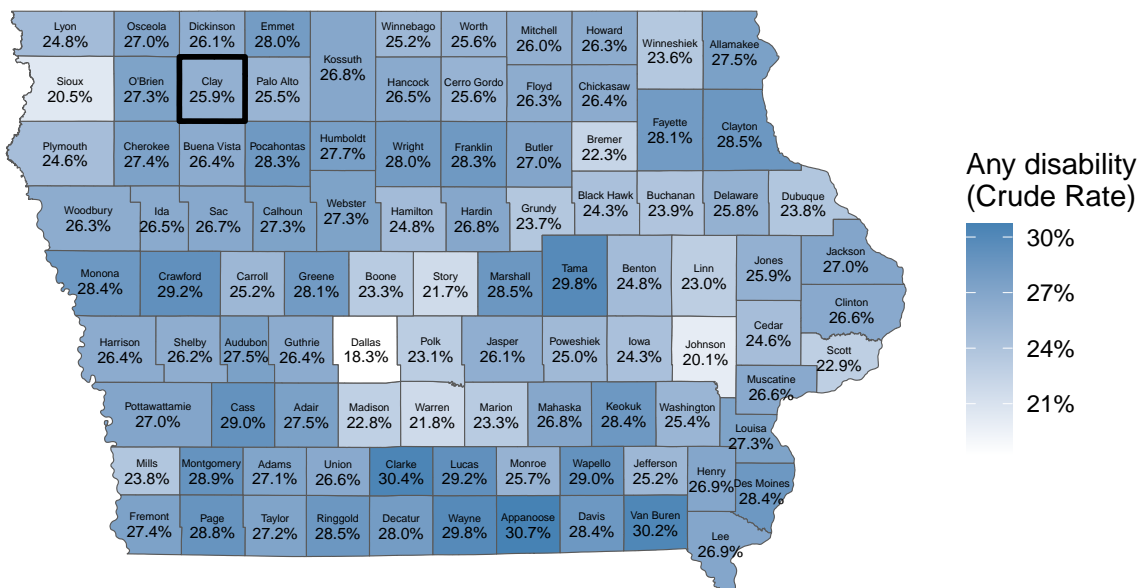 Lyon
24.8%
Osceola
27.0%
Dickinson
26.1%
Emmet
28.0%
Kossuth
26.8%
Winnebago
25.2%
Worth
25.6%
Mitchell
26.0%
Howard
26.3%
Winneshiek
23.6%
Allamakee
27.5%
Sioux
20.5%
O'Brien
27.3%
Clay
25.9%
Palo Alto
25.5%
Hancock
26.5%
Cerro Gordo
25.6%
Floyd
26.3%
Chickasaw
26.4%
Fayette
28.1%
Clayton
28.5%
Plymouth
24.6%
Cherokee
27.4%
Buena Vista
26.4%
Pocahontas
28.3%
Humboldt
27.7%
Wright
28.0%
Franklin
28.3%
Butler
27.0%
Bremer
22.3%
Woodbury
26.3%
Ida
26.5%
Sac
26.7%
Calhoun
27.3%
Webster
27.3%
Hamilton
24.8%
Hardin
26.8%
Grundy
23.7%
Black Hawk
24.3%
Buchanan
23.9%
Delaware
25.8%
Dubuque
23.8%
Monona
28.4%
Crawford
29.2%
Carroll
25.2%
Greene
28.1%
Boone
23.3%
Story
21.7%
Marshall
28.5%
Tama
29.8%
Benton
24.8%
Linn
23.0%
Jones
25.9%
Jackson
27.0%
Clinton
26.6%
Harrison
26.4%
Shelby
26.2%
Audubon
27.5%
Guthrie
26.4%
Dallas
18.3%
Polk
23.1%
Jasper
26.1%
Poweshiek
25.0%
Iowa
24.3%
Johnson
20.1%
Cedar
24.6%
Scott
22.9%
Muscatine
26.6%
Pottawattamie
27.0%
Cass
29.0%
Adair
27.5%
Madison
22.8%
Warren
21.8%
Marion
23.3%
Mahaska
26.8%
Keokuk
28.4%
Washington
25.4%
Louisa
27.3%
Mills
23.8%
Montgomery
28.9%
Adams
27.1%
Union
26.6%
Clarke
30.4%
Lucas
29.2%
Monroe
25.7%
Wapello
29.0%
Jefferson
25.2%
Henry
26.9%
Des Moines
28.4%
Fremont
27.4%
Page
28.8%
Taylor
27.2%
Ringgold
28.5%
Decatur
28.0%
Wayne
29.8%
Appanoose
30.7%
Davis
28.4%
Van Buren
30.2%
Lee
26.9%
Any disability
(Crude Rate)
30%
27%
24%
21%